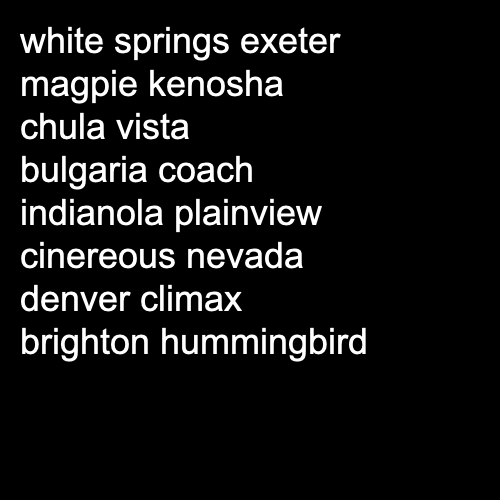 white springs exeter
magpie kenosha
chula vista
bulgaria coach
indianola plainview
cinereous nevada
denver climax
brighton hummingbird